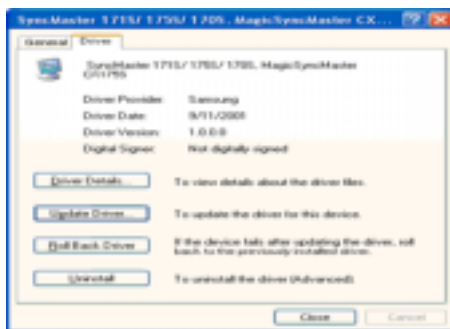 SyncMaster 171S/ 175S/ 170S, MagicSyncMaster CX...
General Driver
SyncMaster 171S/ 175S/ 170S, MagicSyncMaster
Driver Provider: Samsung
Driver Date: 9/11/2001
Driver Version: 1.0.0.0
Digital Signer: Not digitally signed
Driver Details... To view details about the driver files.
Update Driver... To update the driver for this device.
Roll Back Driver If the device fails after updating the driver, roll
back to the previously installed driver.
Uninstall To uninstall the driver (Advanced).
Close Cancel